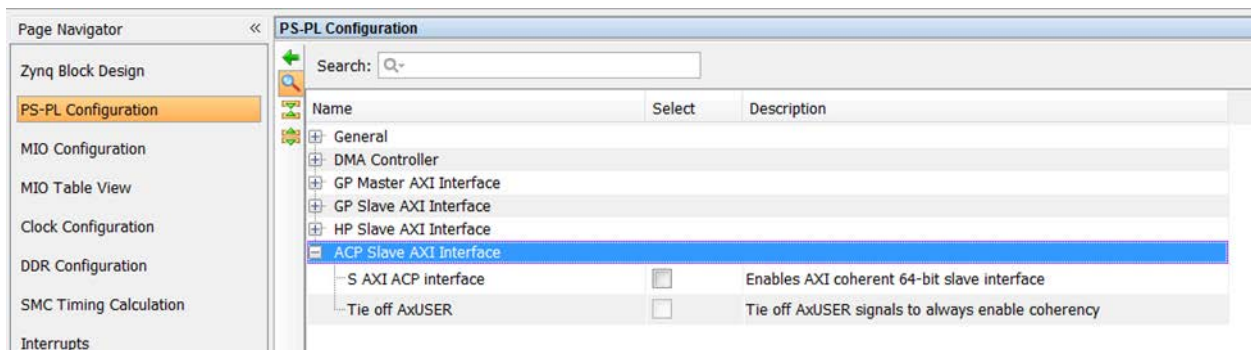 Page Navigator «
Zynq Block Design
PS-PL Configuration
MIO Configuration
MIO Table View
Clock Configuration
DDR Configuration
SMC Timing Calculation
Interrupts
PS-PL Configuration
Search:
Name Select Description
General
DMA Controller
GP Master AXI Interface
GP Slave AXI Interface
HP Slave AXI Interface
ACP Slave AXI Interface
S AXI ACP interface Enables AXI coherent 64-bit slave interface
Tie off AxUSER Tie off AxUSER signals to always enable coherency